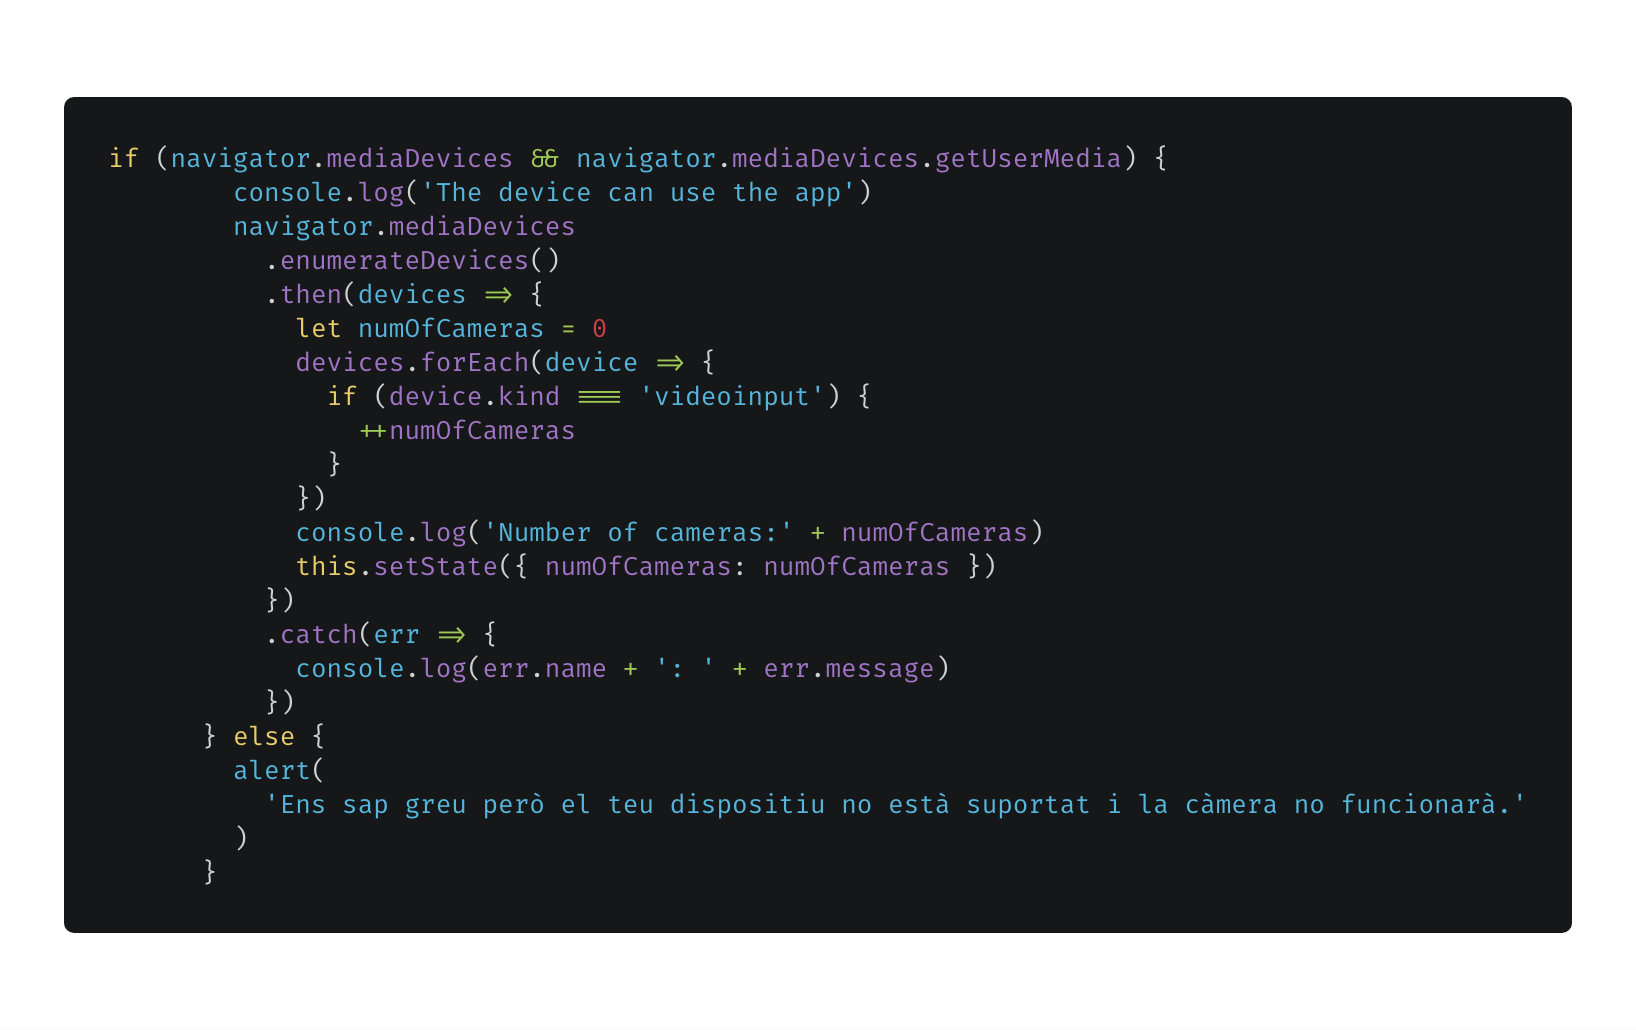 if (navigator.mediaDevices && navigator.mediaDevices.getUserMedia) {
        console.log('The device can use the app')
        navigator.mediaDevices
          .enumerateDevices()
          .then(devices => {
            let numOfCameras = 0
            devices.forEach(device => {
              if (device.kind === 'videoinput') {
                ++numOfCameras
              }
            })
            console.log('Number of cameras:' + numOfCameras)
            this.setState({ numOfCameras: numOfCameras })
          })
          .catch(err => {
            console.log(err.name + ': ' + err.message)
          })
      } else {
        alert(
          'Ens sap greu però el teu dispositiu no està suportat i la càmera no funcionarà.'
        )
      }